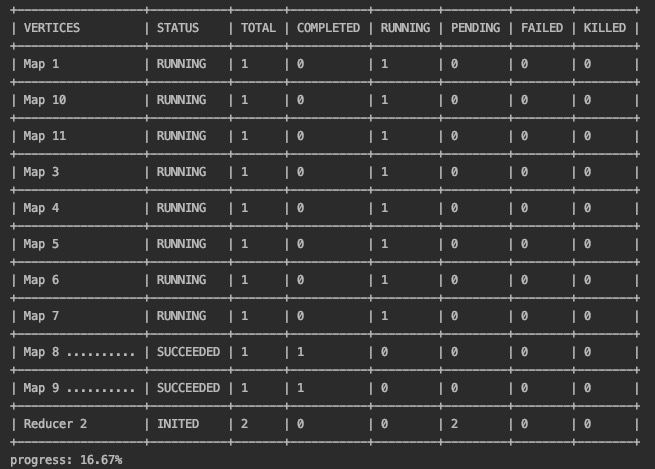 | VERTICES | STATUS | TOTAL | COMPLETED | RUNNING | PENDING | FAILED | KILLED |
| Map 1 | RUNNING | 1 | 0 | 1 | 0 | 0 | 0 |
| Map 10 | RUNNING | 1 | 0 | 1 | 0 | 0 | 0 |
| Map 11 | RUNNING | 1 | 0 | 1 | 0 | 0 | 0 |
| Map 3 | RUNNING | 1 | 0 | 1 | 0 | 0 | 0 |
| Map 4 | RUNNING | 1 | 0 | 1 | 0 | 0 | 0 |
| Map 5 | RUNNING | 1 | 0 | 1 | 0 | 0 | 0 |
| Map 6 | RUNNING | 1 | 0 | 1 | 0 | 0 | 0 |
| Map 7 | RUNNING | 1 | 0 | 1 | 0 | 0 | 0 |
| Map 8 .......... | SUCCEEDED | 1 | 1 | 0 | 0 | 0 | 0 |
| Map 9 .......... | SUCCEEDED | 1 | 1 | 0 | 0 | 0 | 0 |
| Reducer 2 | INITED | 2 | 0 | 0 | 2 | 0 | 0 |
progress: 16.67%